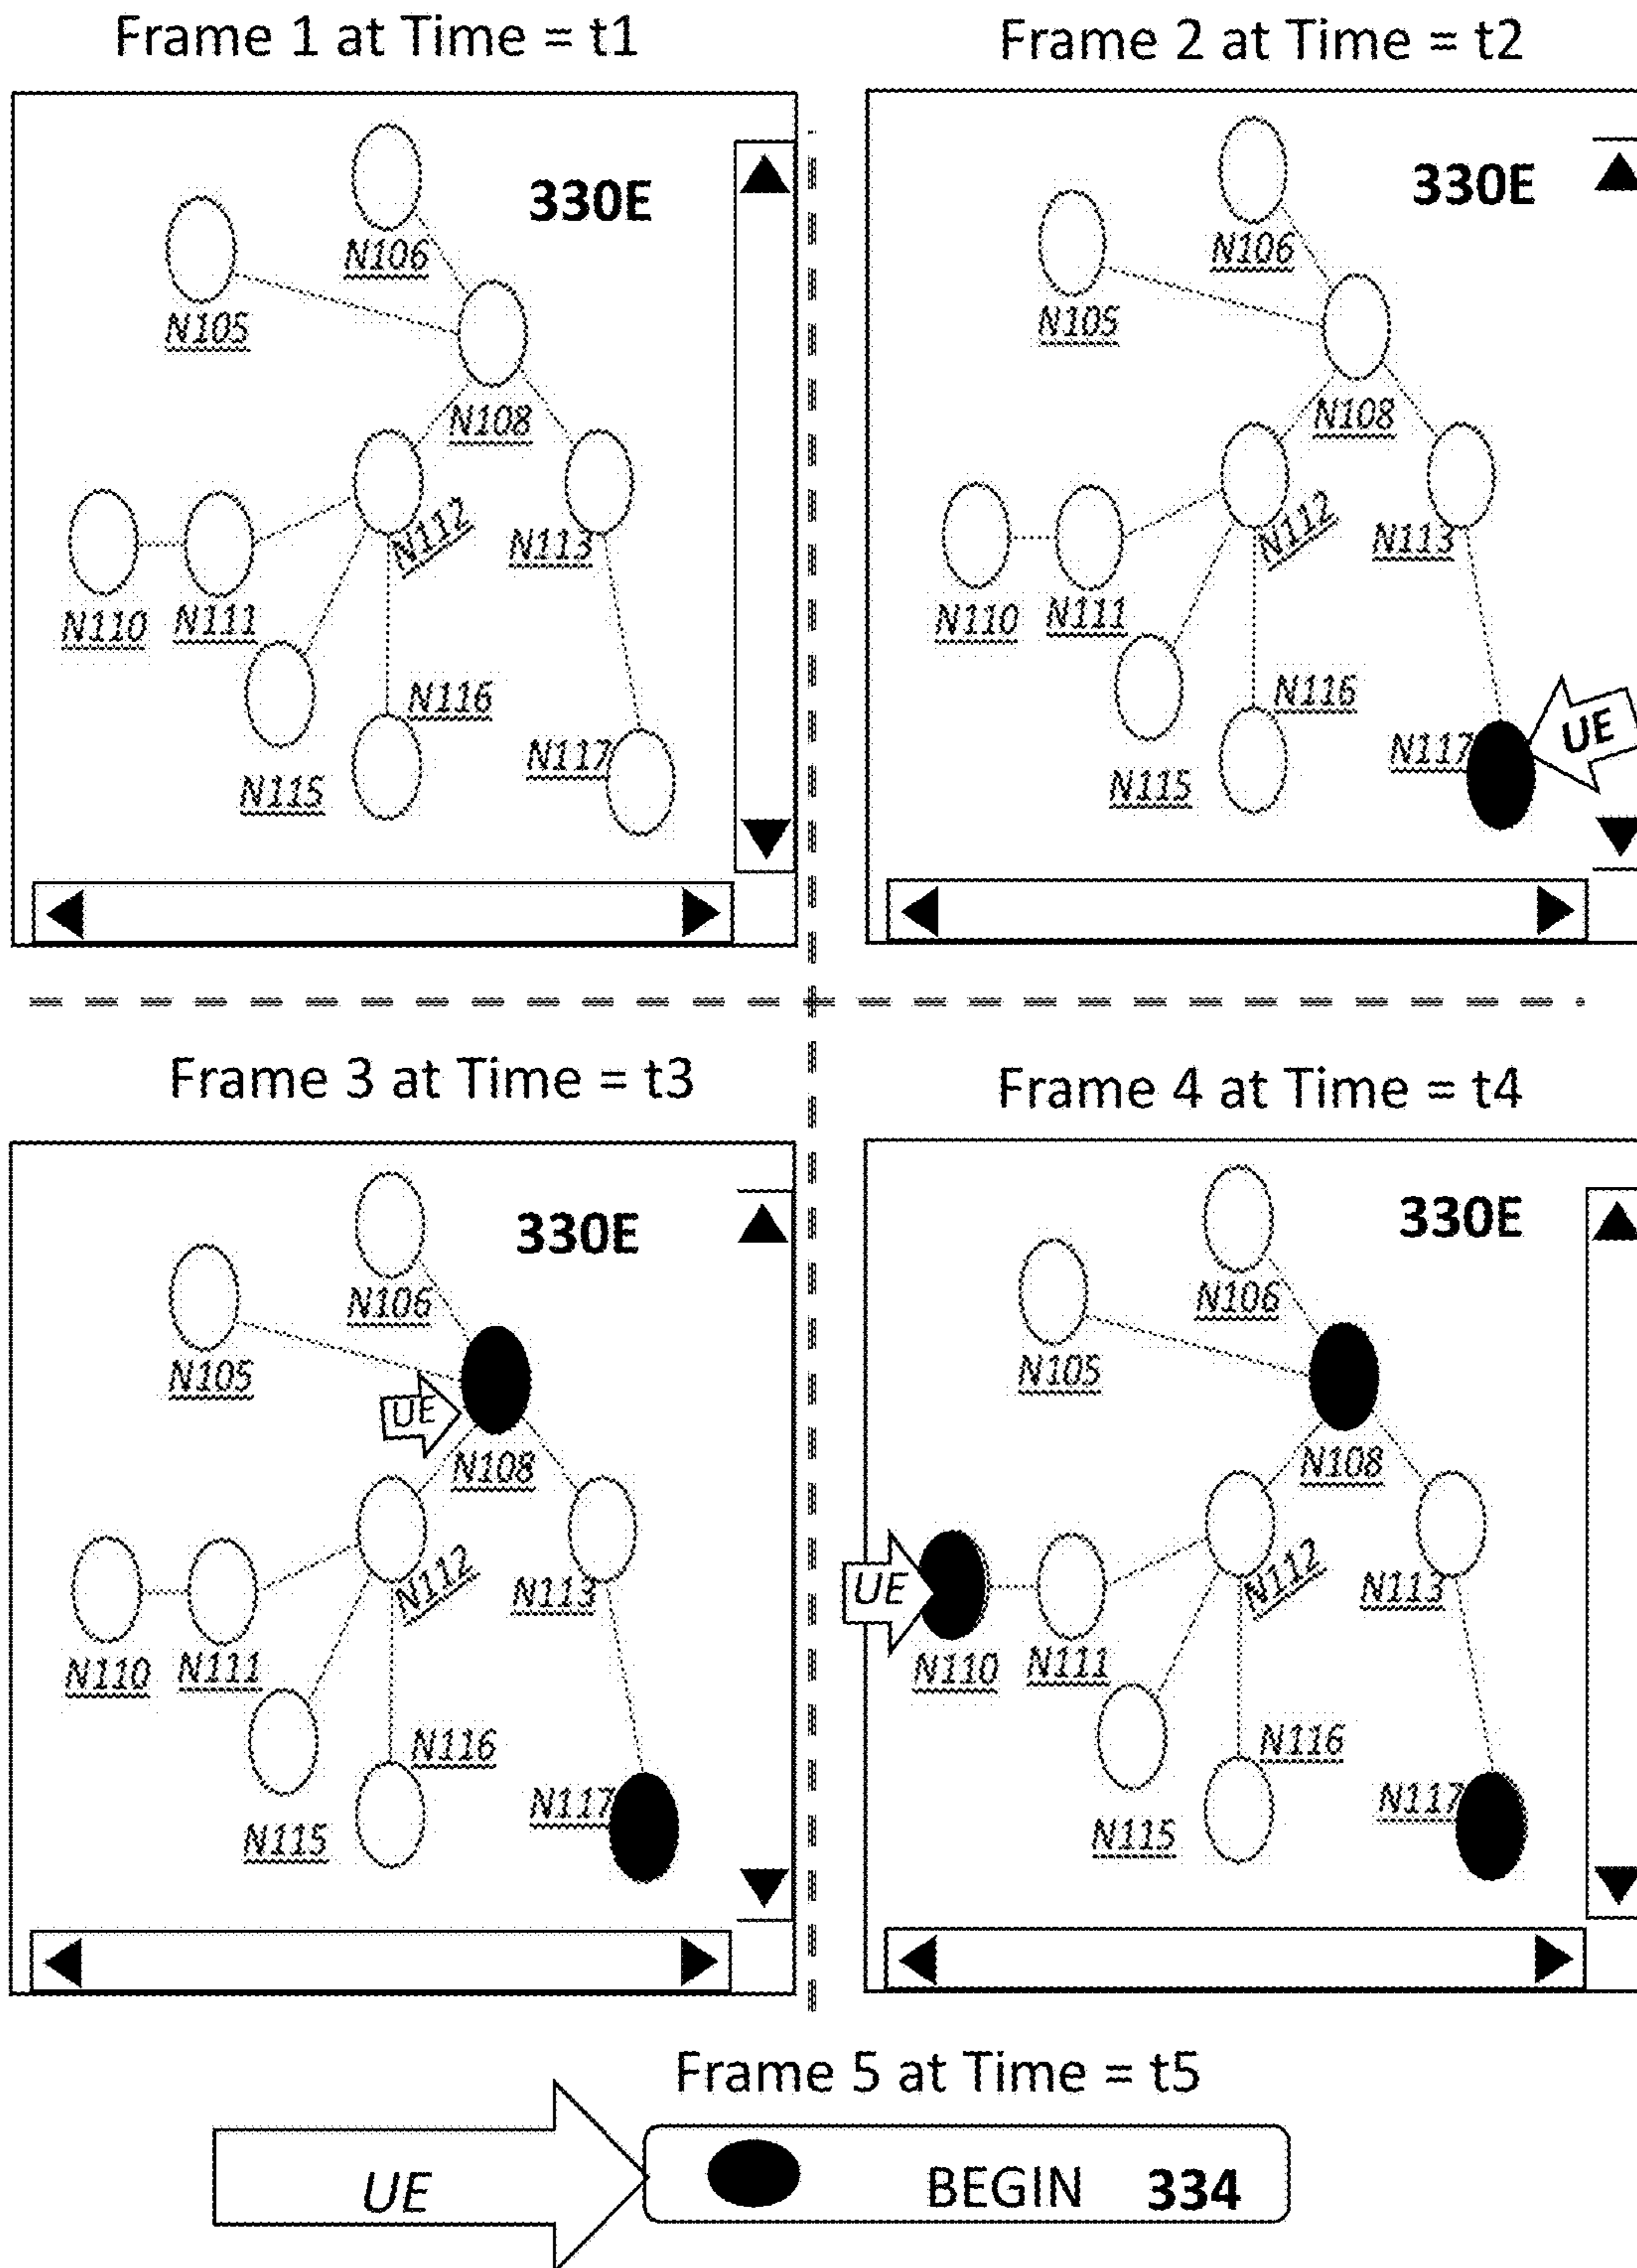 Frame 1 at Time = t1
330E
N106
N105
N108
N112
N113
N110
N111
N116
N117
N115
Frame 2 at Time = t2
330E
N106
N105
N108
N112
N113
N110
N111
N116
UE
N117
N115
Frame 3 at Time = t3
330E
N106
N105
UE
N108
N112
N113
N110
N111
N116
N117
N115
Frame 4 at Time = t4
330E
N106
N105
N108
UE
N112
N113
N110
N111
N116
N117
N115
Frame 5 at Time = t5
UE
BEGIN 334